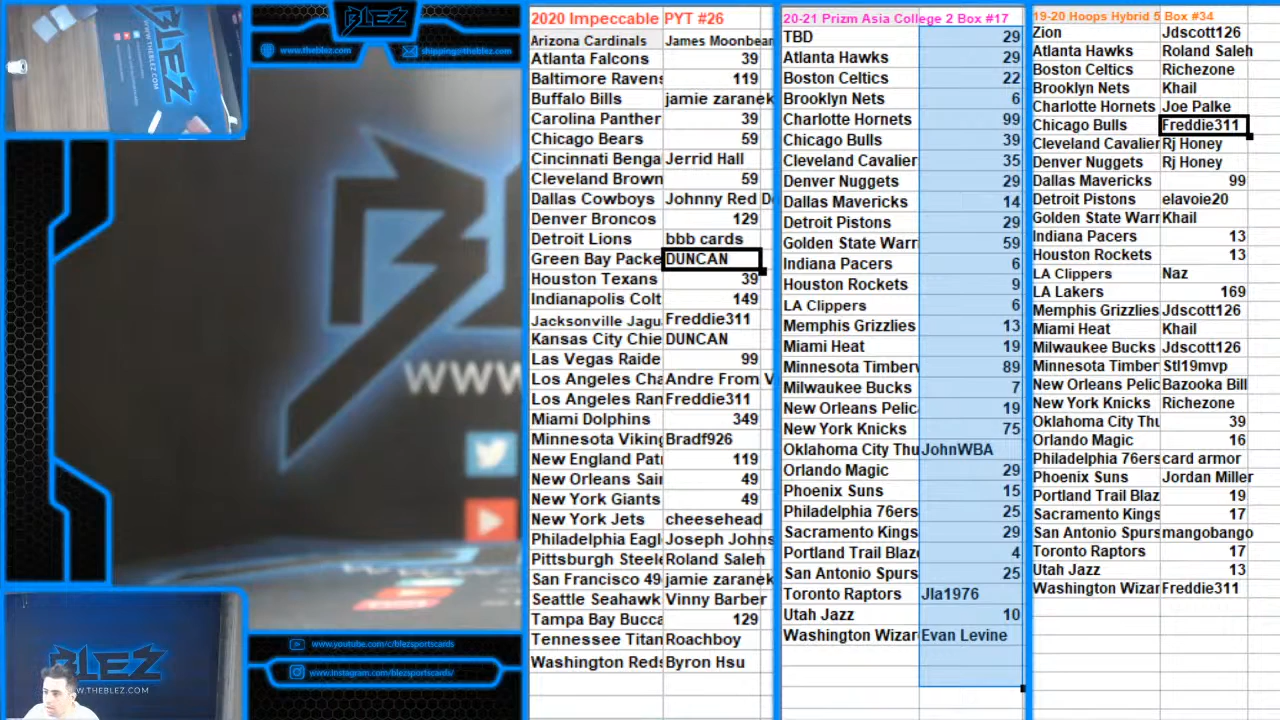 BLEZ
www.theblez.com
shipping@theblez.com
WWW.THEBLEZ.COM
BLEZ
www
www.youtube.com/c/blezsportscards
www.instagram.com/blezsportscards/
BLEZ
WWW.THEBLEZ.COM
2020 Impeccable PYT #26
Arizona Cardinals James Moonbear
Atlanta Falcons 39
Baltimore Ravens 119
Buffalo Bills jamie zaranek
Carolina Panther 39
Chicago Bears 59
Cincinnati Benga Jerrid Hall
Cleveland Brown 59
Dallas Cowboys Johnny Red D
Denver Broncos 129
Detroit Lions bbb cards
Green Bay Packe DUNCAN
Houston Texans 39
Indianapolis Colt 149
Jacksonville Jagu Freddie311
Kansas City Chie DUNCAN
Las Vegas Raide 99
Los Angeles Cha Andre From V
Los Angeles Ran Freddie311
Miami Dolphins 349
Minnesota Viking Bradf926
New England Pat 119
New Orleans Sai 49
New York Giants 49
New York Jets cheesehead
Philadelphia Eagl Joseph Johns
Pittsburgh Steele Roland Saleh
San Francisco 49 jamie zaranek
Seattle Seahawk Vinny Barber
Tampa Bay Bucca 129
Tennessee Titan Roachboy
Washington Reds Byron Hsu
20-21 Prizm Asia College 2 Box #17
TBD 29
Atlanta Hawks 29
Boston Celtics 22
Brooklyn Nets 6
Charlotte Hornets 99
Chicago Bulls 39
Cleveland Cavalier 35
Denver Nuggets 29
Dallas Mavericks 14
Detroit Pistons 29
Golden State Warri 59
Indiana Pacers 6
Houston Rockets 9
LA Clippers 6
Memphis Grizzlies 13
Miami Heat 19
Minnesota Timberv 89
Milwaukee Bucks 7
New Orleans Pelic 19
New York Knicks 75
Oklahoma City Thu JohnWBA
Orlando Magic 29
Phoenix Suns 15
Philadelphia 76ers 25
Sacramento Kings 29
Portland Trail Blaze 4
San Antonio Spurs 25
Toronto Raptors Jla1976
Utah Jazz 10
Washington Wizar Evan Levine
19-20 Hoops Hybrid 5 Box #34
Zion Jdscott126
Atlanta Hawks Roland Saleh
Boston Celtics Richezone
Brooklyn Nets Khail
Charlotte Hornets Joe Palke
Chicago Bulls Freddie311
Cleveland Cavalier Rj Honey
Denver Nuggets Rj Honey
Dallas Mavericks 99
Detroit Pistons elavoie20
Golden State Warr Khail
Indiana Pacers 13
Houston Rockets 13
LA Clippers Naz
LA Lakers 169
Memphis Grizzlies Jdscott126
Miami Heat Khail
Milwaukee Bucks Jdscott126
Minnesota Timber Stl19mvp
New Orleans Pelic Bazooka Bill
New York Knicks Richezone
Oklahoma City Thu 39
Orlando Magic 16
Philadelphia 76ers card armor
Phoenix Suns Jordan Miller
Portland Trail Blaz 19
Sacramento Kings 17
San Antonio Spurs mangobango
Toronto Raptors 17
Utah Jazz 13
Washington Wizar Freddie311